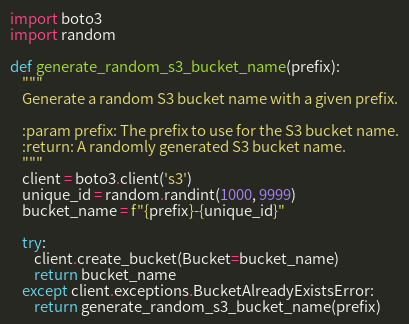 import boto3
import random

def generate_random_s3_bucket_name(prefix):
    """
    Generate a random S3 bucket name with a given prefix.

    :param prefix: The prefix to use for the S3 bucket name.
    :return: A randomly generated S3 bucket name.
    """
    client = boto3.client('s3')
    unique_id = random.randint(1000, 9999)
    bucket_name = f"{prefix}-{unique_id}"

    try:
        client.create_bucket(Bucket=bucket_name)
        return bucket_name
    except client.exceptions.BucketAlreadyExistsError:
        return generate_random_s3_bucket_name(prefix)